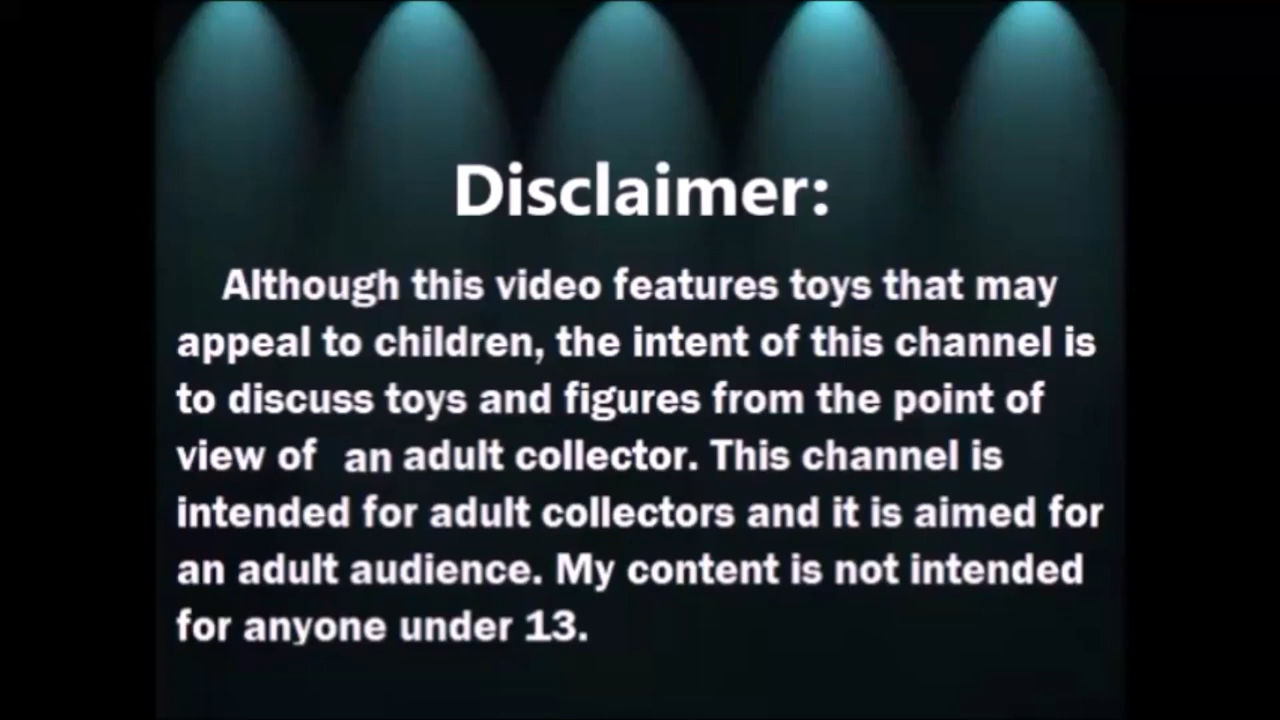 Disclaimer:
Although this video features toys that may
appeal to children, the intent of this channel is
to discuss toys and figures from the point of
view of an adult collector. This channel is
intended for adult collectors and it is aimed for
an adult audience. My content is not intended
for anyone under 13.